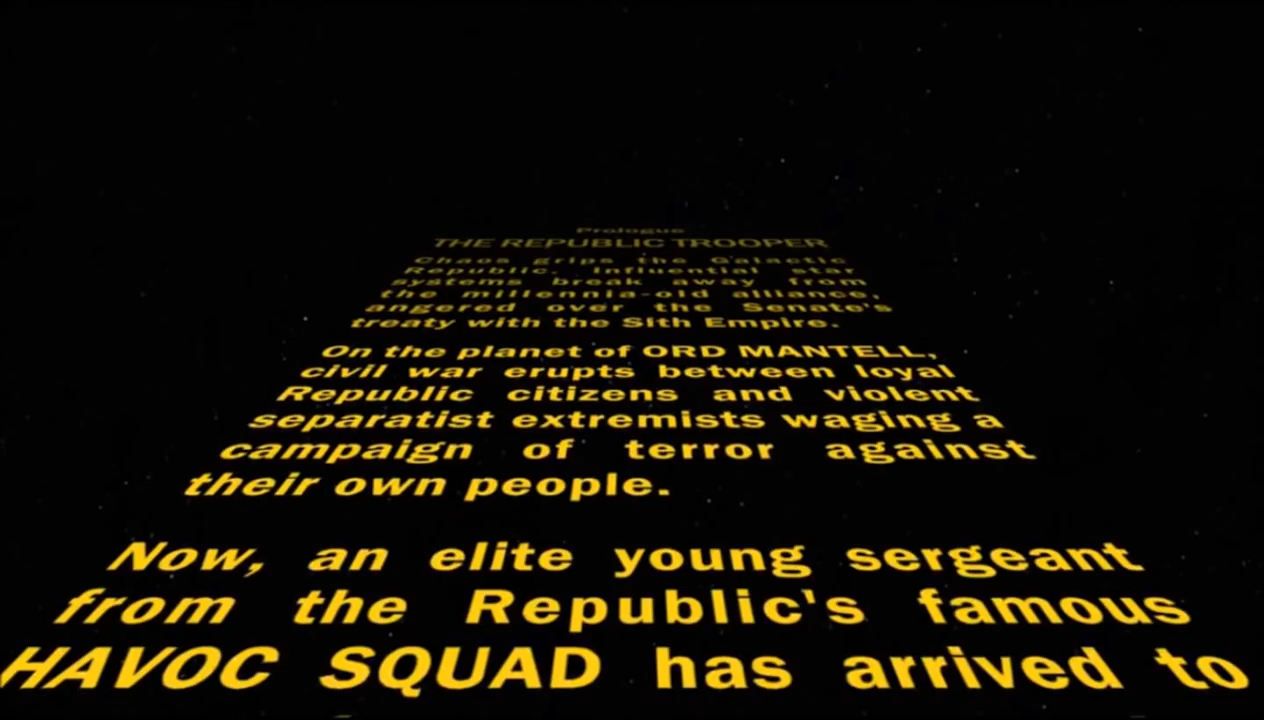 Prologue
THE REPUBLIC TROOPER
Chaos grips the Galactic
Republic. Influential star
systems break away from
the millennia-old alliance,
angered over the Senate's
treaty with the Sith Empire.
On the planet of ORD MANTELL,
civil war erupts between loyal
Republic citizens and violent
separatist extremists waging a
campaign of terror against
their own people.
Now, an elite young sergeant
from the Republic's famous
HAVOC SQUAD has arrived to